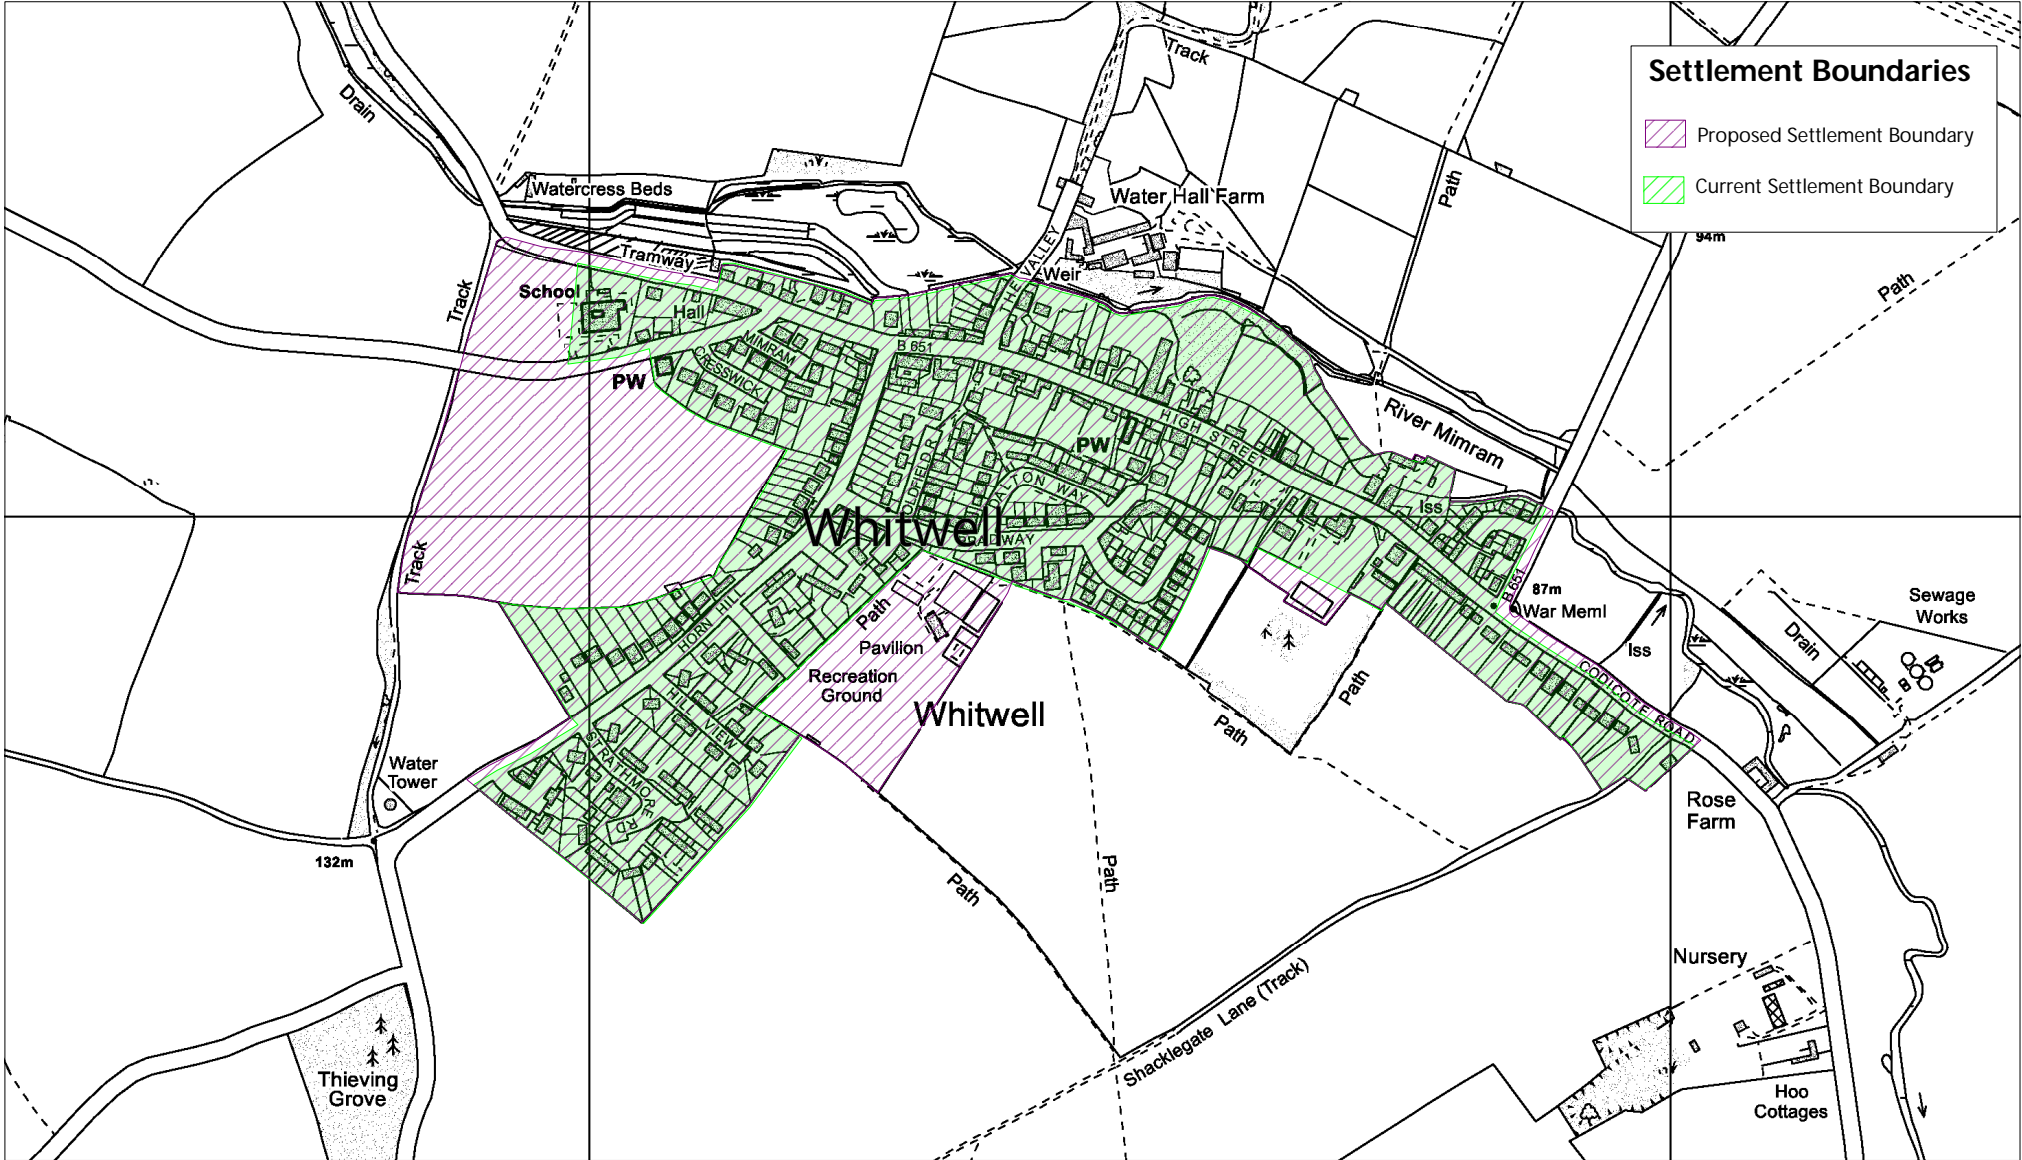 Settlement Boundaries
Proposed Settlement Boundary
Current Settlement Boundary
Track
Drain
Path
94m
Path
Watercress Beds
Water Hall Farm
THE VALLEY
Weir
Tramway
Track
School
Hall
MIMRAM
CRESSWICK
B 651
PW
HIGH STREET
PW
River Mimram
OLDFIELD R
DALTON WAY
Iss
Whitwell
RADWAY
Track
B 651
87m
War Meml
Sewage
Works
Drain
Iss
HORN HILL
Path
Pavilion
Recreation
Ground
Whitwell
Path
Path
CODICOTE ROAD
HILL VIEW
STRATHMORE
RD
Water
Tower
132m
Rose
Farm
Path
Path
Nursery
Shacklegate Lane (Track)
Thieving
Grove
Hoo
Cottages